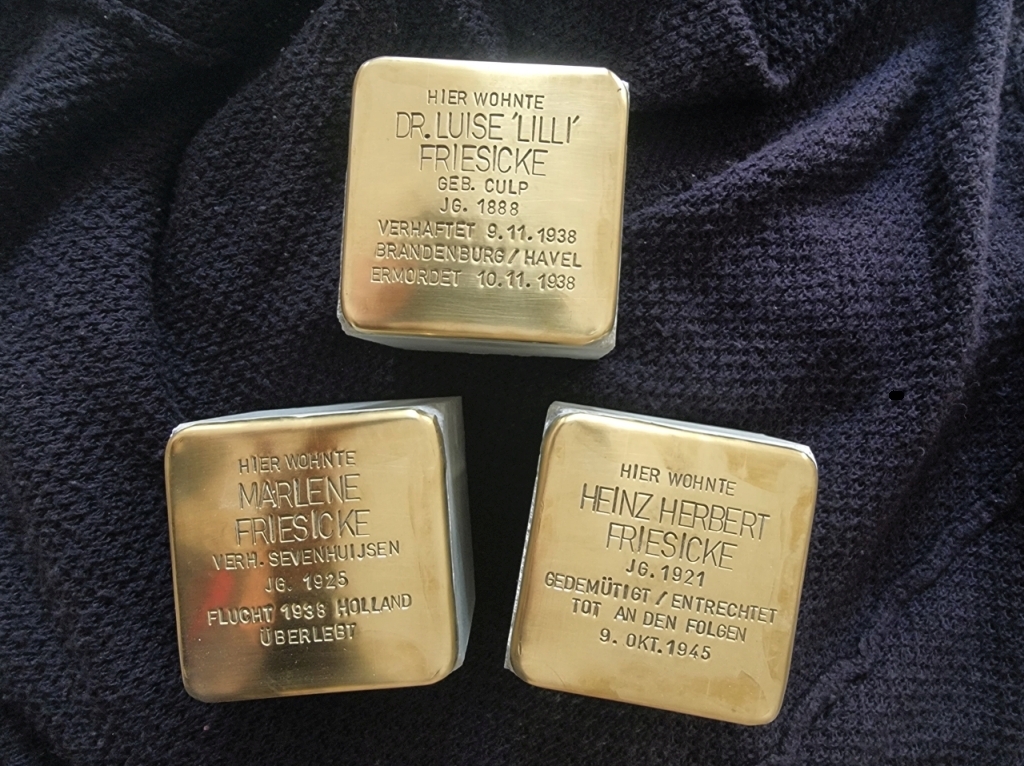 HIER WOHNTE
DR. LUISE 'LILLI'
FRIESICKE
GEB. CULP
JG. 1888
VERHAFTET 9.11.1938
BRANDENBURG / HAVEL
ERMORDET 10.11.1938
HIER WOHNTE
MARLENE
FRIESICKE
VERH. SEVENHUIJSEN
JG. 1925
FLUCHT 1938 HOLLAND
ÜBERLEBT
HIER WOHNTE
HEINZ HERBERT
FRIESICKE
JG. 1921
GEDEMÜTIGT / ENTRECHTET
TOT AN DEN FOLGEN
9. OKT. 1945